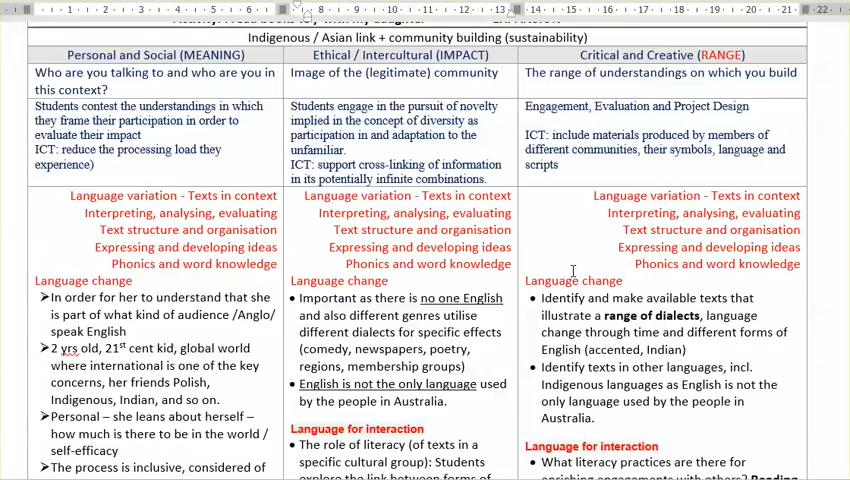 Indigenous / Asian link + community building (sustainability)
Personal and Social (MEANING)
Ethical / Intercultural (IMPACT)
Critical and Creative (RANGE)
Who are you talking to and who are you in
this context?
Image of the (legitimate) community
The range of understandings on which you build
Students contest the understandings in which
they frame their participation in order to
evaluate their impact
ICT: reduce the processing load they
experience)
Students engage in the pursuit of novelty
implied in the concept of diversity as
participation in and adaptation to the
unfamiliar.
ICT: support cross-linking of information
in its potentially infinite combinations.
Engagement, Evaluation and Project Design
ICT: include materials produced by members of
different communities, their symbols, language and
scripts
Language variation - Texts in context
Interpreting, analysing, evaluating
Text structure and organisation
Expressing and developing ideas
Phonics and word knowledge
Language change
➢In order for her to understand that she
is part of what kind of audience /Anglo/
speak English
➢2 yrs old, 21st cent kid, global world
where international is one of the key
concerns, her friends Polish,
Indigenous, Indian, and so on.
➢Personal – she leans about herself –
how much is there to be in the world /
self-efficacy
➢The process is inclusive, considered of
Language variation - Texts in context
Interpreting, analysing, evaluating
Text structure and organisation
Expressing and developing ideas
Phonics and word knowledge
Language change
• Important as there is no one English
and also different genres utilise
different dialects for specific effects
(comedy, newspapers, poetry,
regions, membership groups)
• English is not the only language used
by the people in Australia.
Language for interaction
• The role of literacy (of texts in a
specific cultural group): Students
explore the link between forms of
Language variation - Texts in context
Interpreting, analysing, evaluating
Text structure and organisation
Expressing and developing ideas
Phonics and word knowledge
Language change
• Identify and make available texts that
illustrate a range of dialects, language
change through time and different forms of
English (accented, Indian)
• Identify texts in other languages, incl.
Indigenous languages as English is not the
only language used by the people in
Australia.
Language for interaction
• What literacy practices are there for
enriching engagements with others? Reading